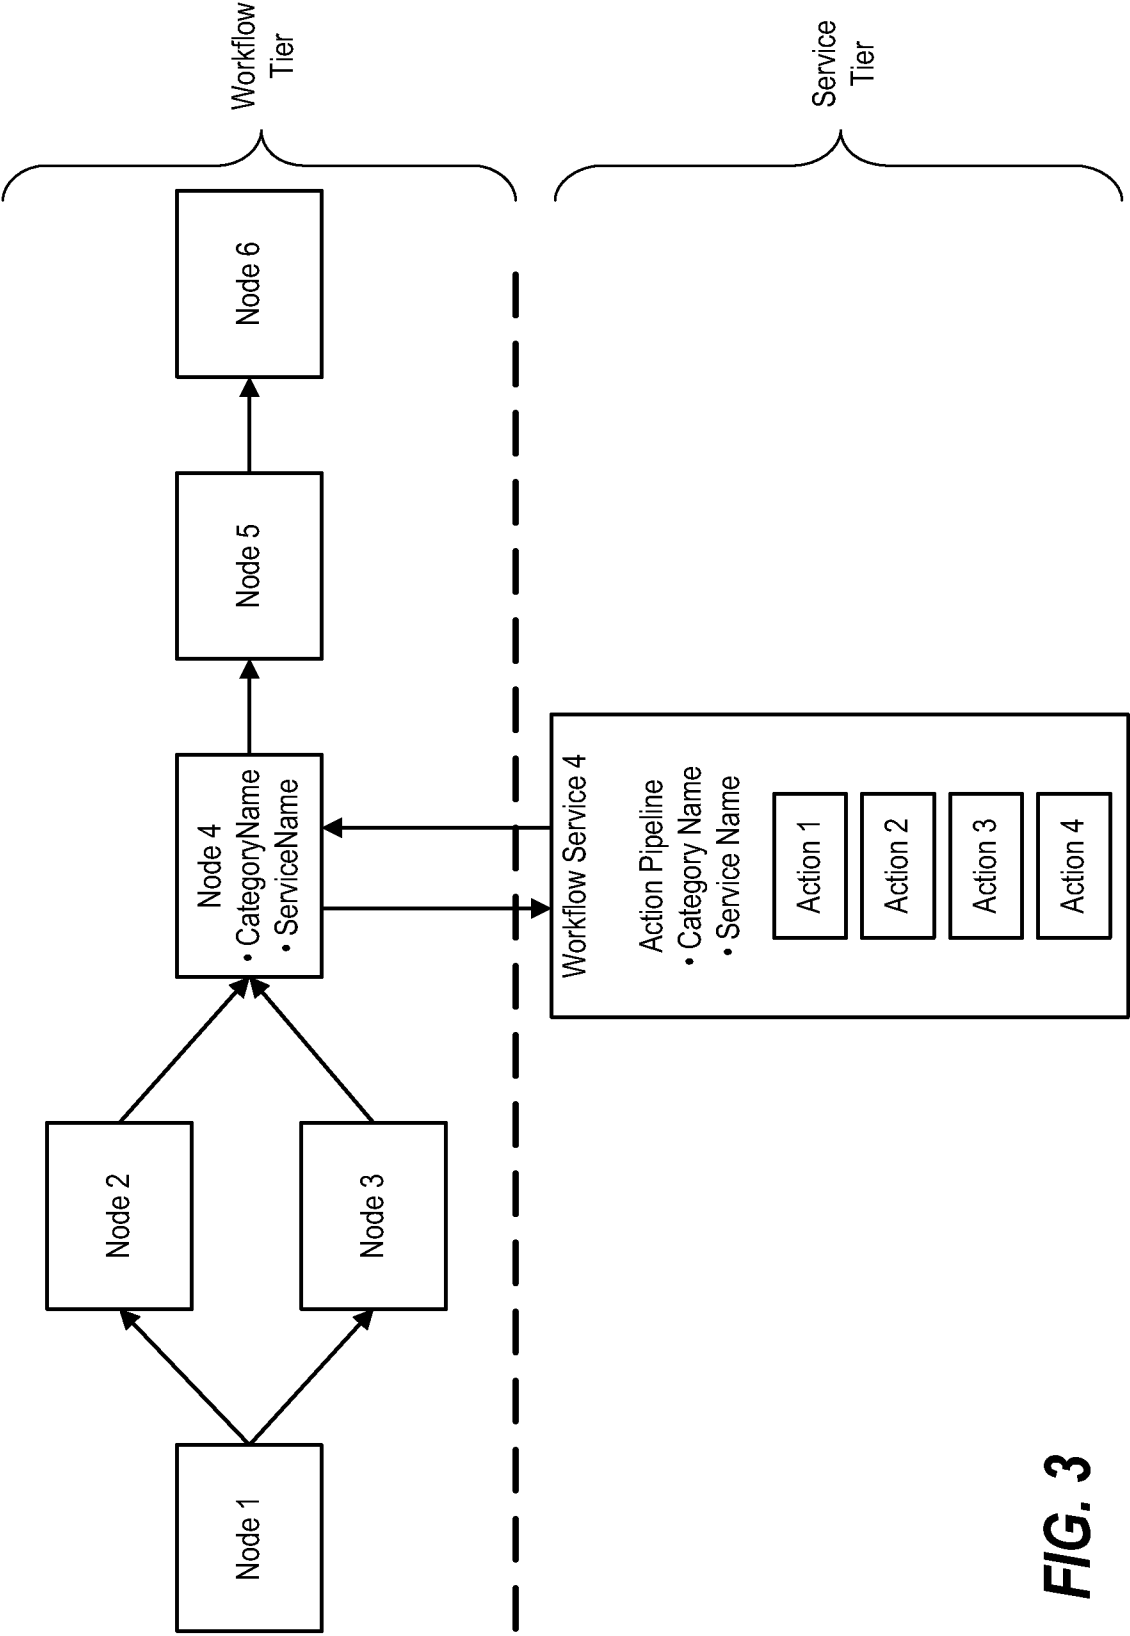 Node 1
Node 2
Node 3
Node 4
• CategoryName
• ServiceName
Node 5
Node 6
Workflow
Tier
Workflow Service 4
Action Pipeline
• Category Name
• Service Name
Action 1
Action 2
Action 3
Action 4
Service
Tier
FIG. 3